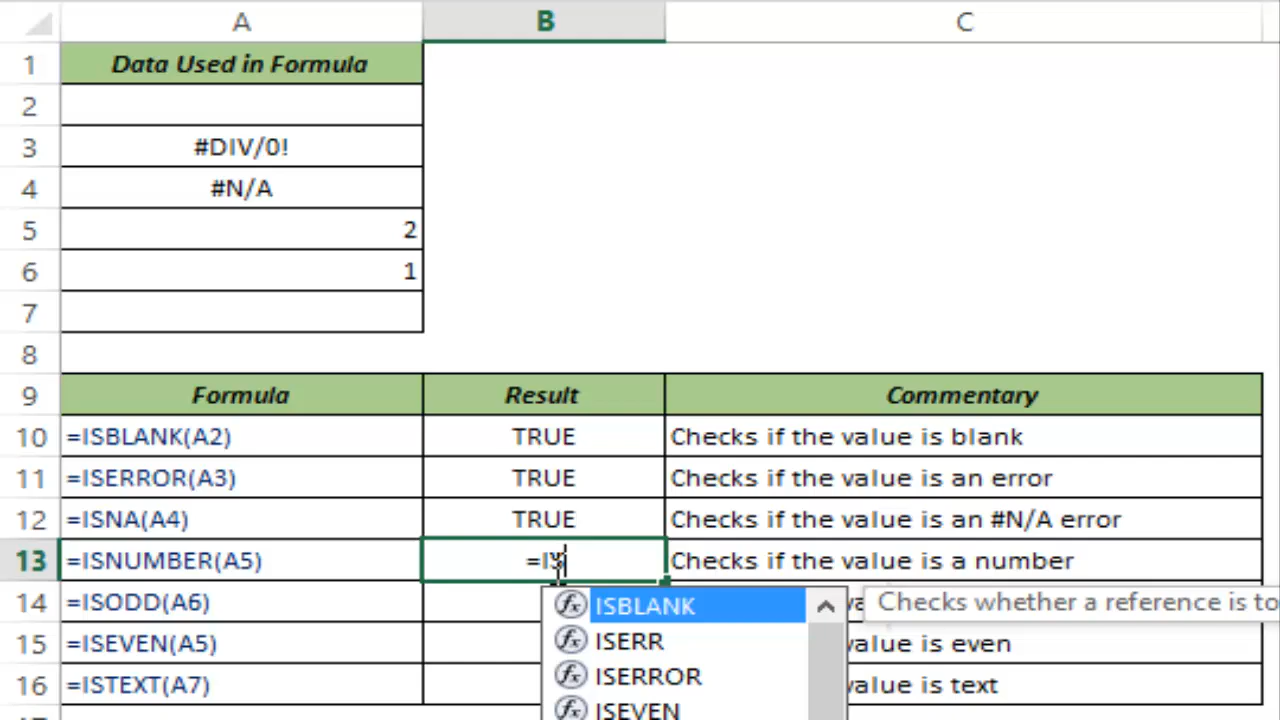 A B C
1 Data Used in Formula
2
3 #DIV/0!
4 #N/A
5 2
6 1
7
8
9 Formula Result Commentary
10 =ISBLANK(A2) TRUE Checks if the value is blank
11 =ISERROR(A3) TRUE Checks if the value is an error
12 =ISNA(A4) TRUE Checks if the value is an #N/A error
13 =ISNUMBER(A5) =IS Checks if the value is a number
14 =ISODD(A6) ISBLANK Checks whether a reference is to
15 =ISEVEN(A5) ISERR value is even
ISERROR
16 =ISTEXT(A7) value is text
ISEVEN